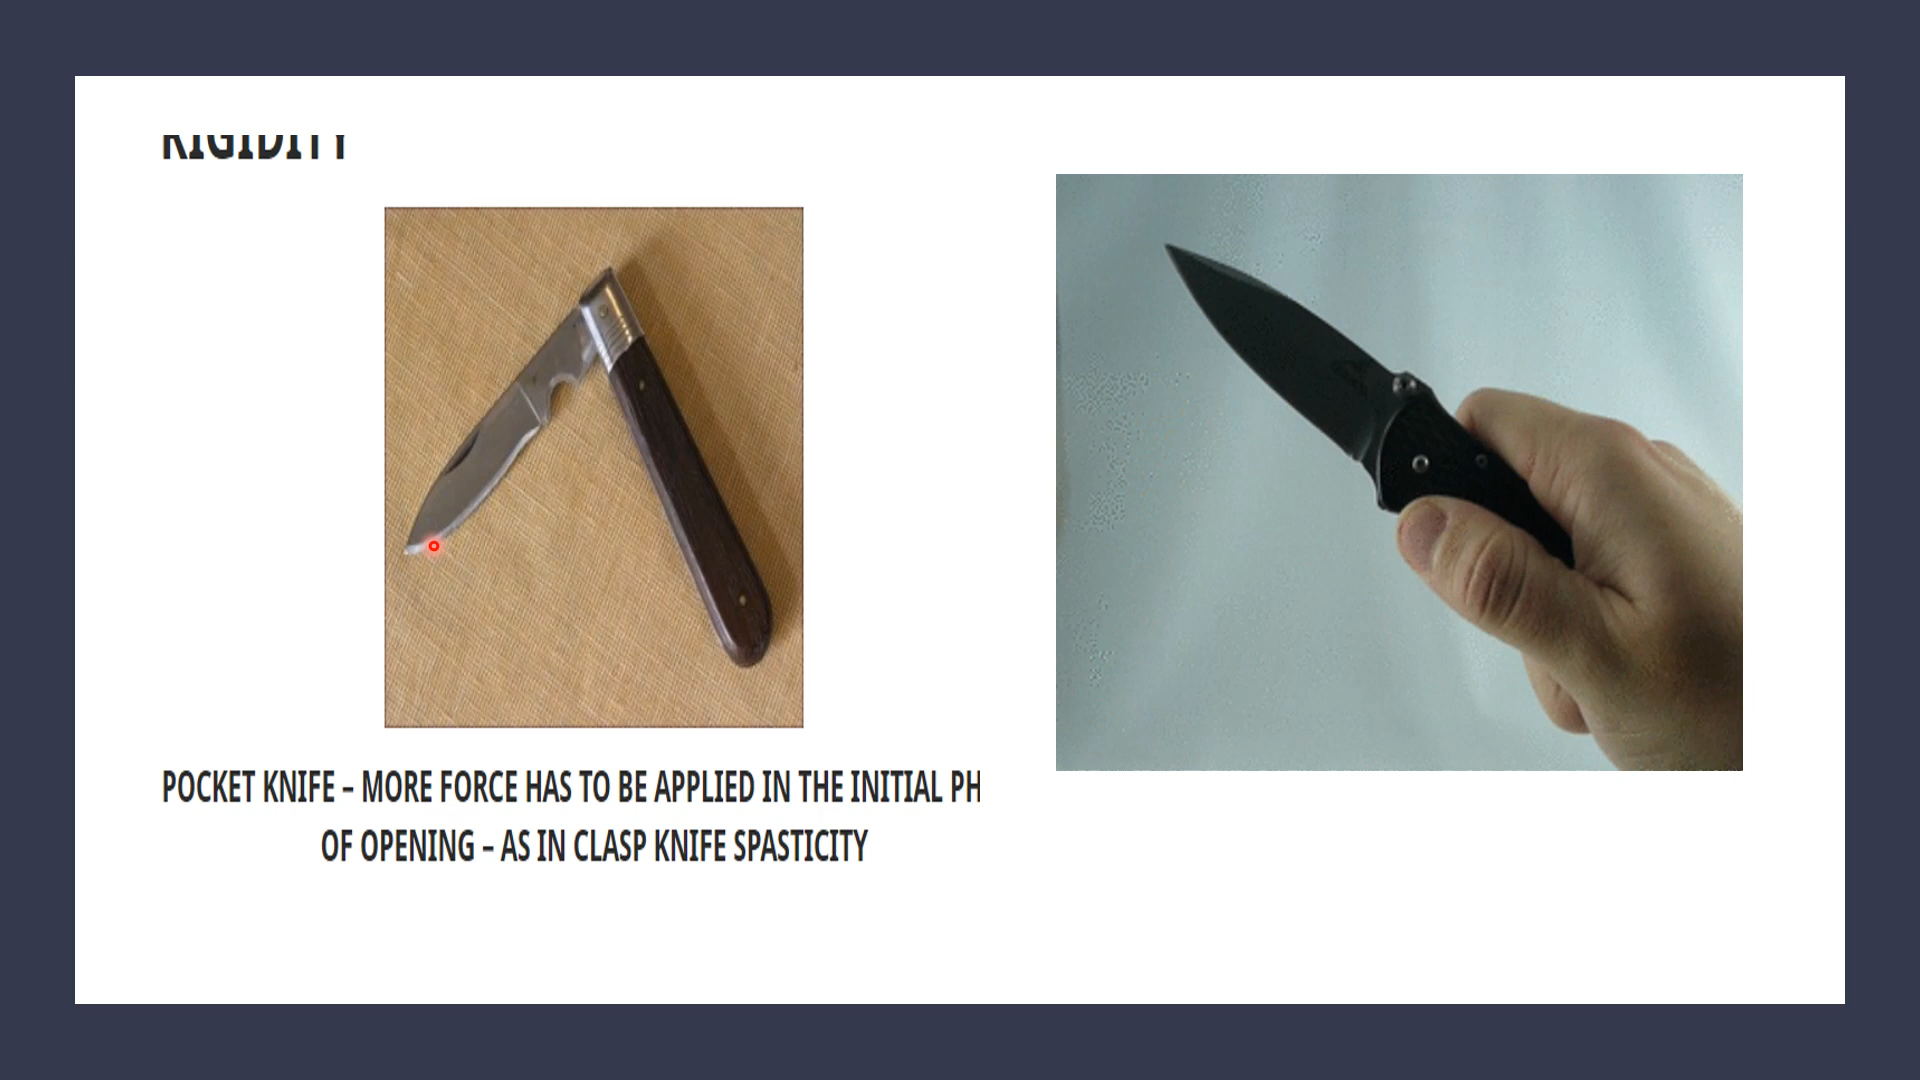 RIGIDITY
POCKET KNIFE – MORE FORCE HAS TO BE APPLIED IN THE INITIAL PH
OF OPENING – AS IN CLASP KNIFE SPASTICITY